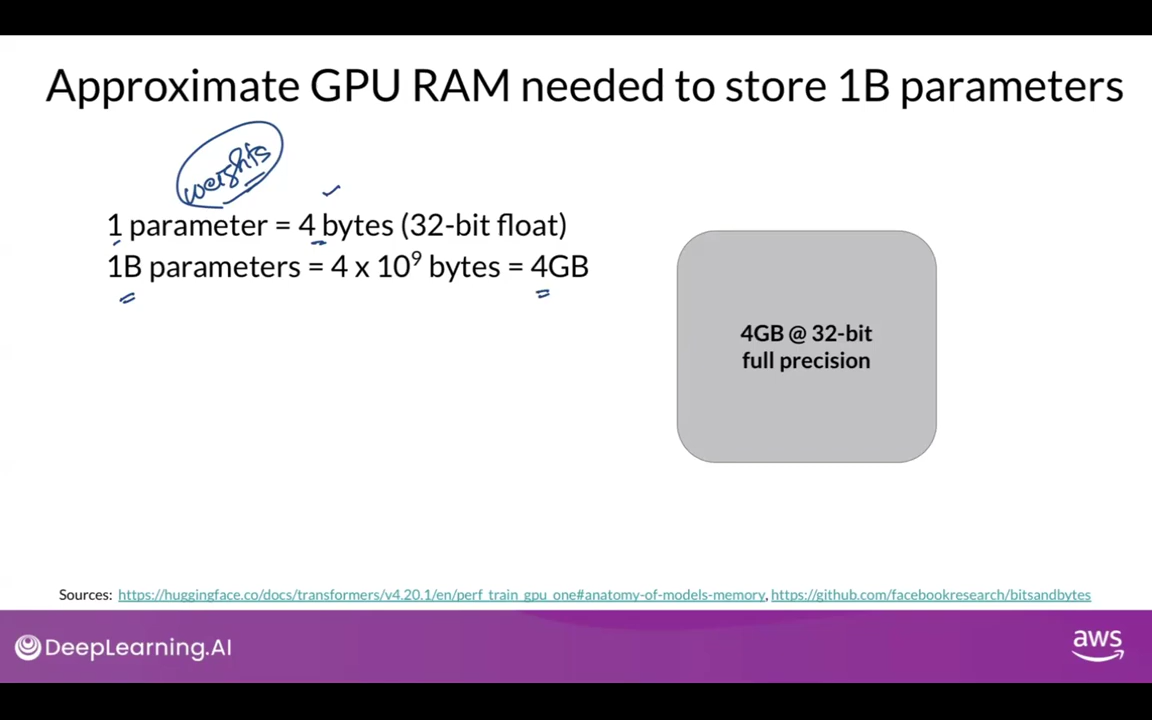 Approximate GPU RAM needed to store 1B parameters
weights
1 parameter = 4 bytes (32-bit float)
1B parameters = 4 x 10⁹ bytes = 4GB
4GB @ 32-bit
full precision
Sources: https://huggingface.co/docs/transformers/v4.20.1/en/perf_train_gpu_one#anatomy-of-models-memory, https://github.com/facebookresearch/bitsandbytes
DeepLearning.AI
aws